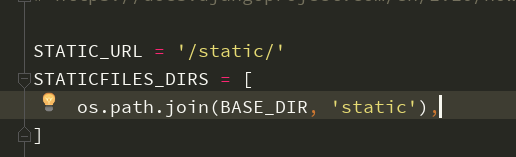 STATIC_URL = '/static/'
STATICFILES_DIRS = [
    os.path.join(BASE_DIR, 'static'),
]